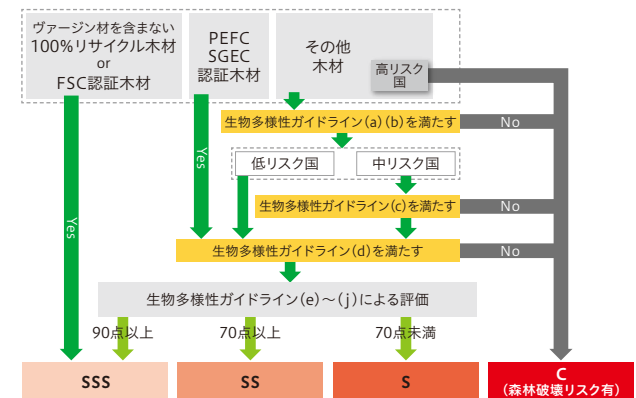 ヴァージン材を含まない
100%リサイクル木材
or
FSC認証木材
PEFC
SGEC
認証木材
その他
木材
高リスク
国
生物多様性ガイドライン(a)(b)を満たす
No
Yes
低リスク国
中リスク国
生物多様性ガイドライン(c)を満たす
No
Yes
生物多様性ガイドライン(d)を満たす
No
生物多様性ガイドライン(e)～(j)による評価
90点以上
70点以上
70点未満
SSS
SS
S
C
(森林破壊リスク有)